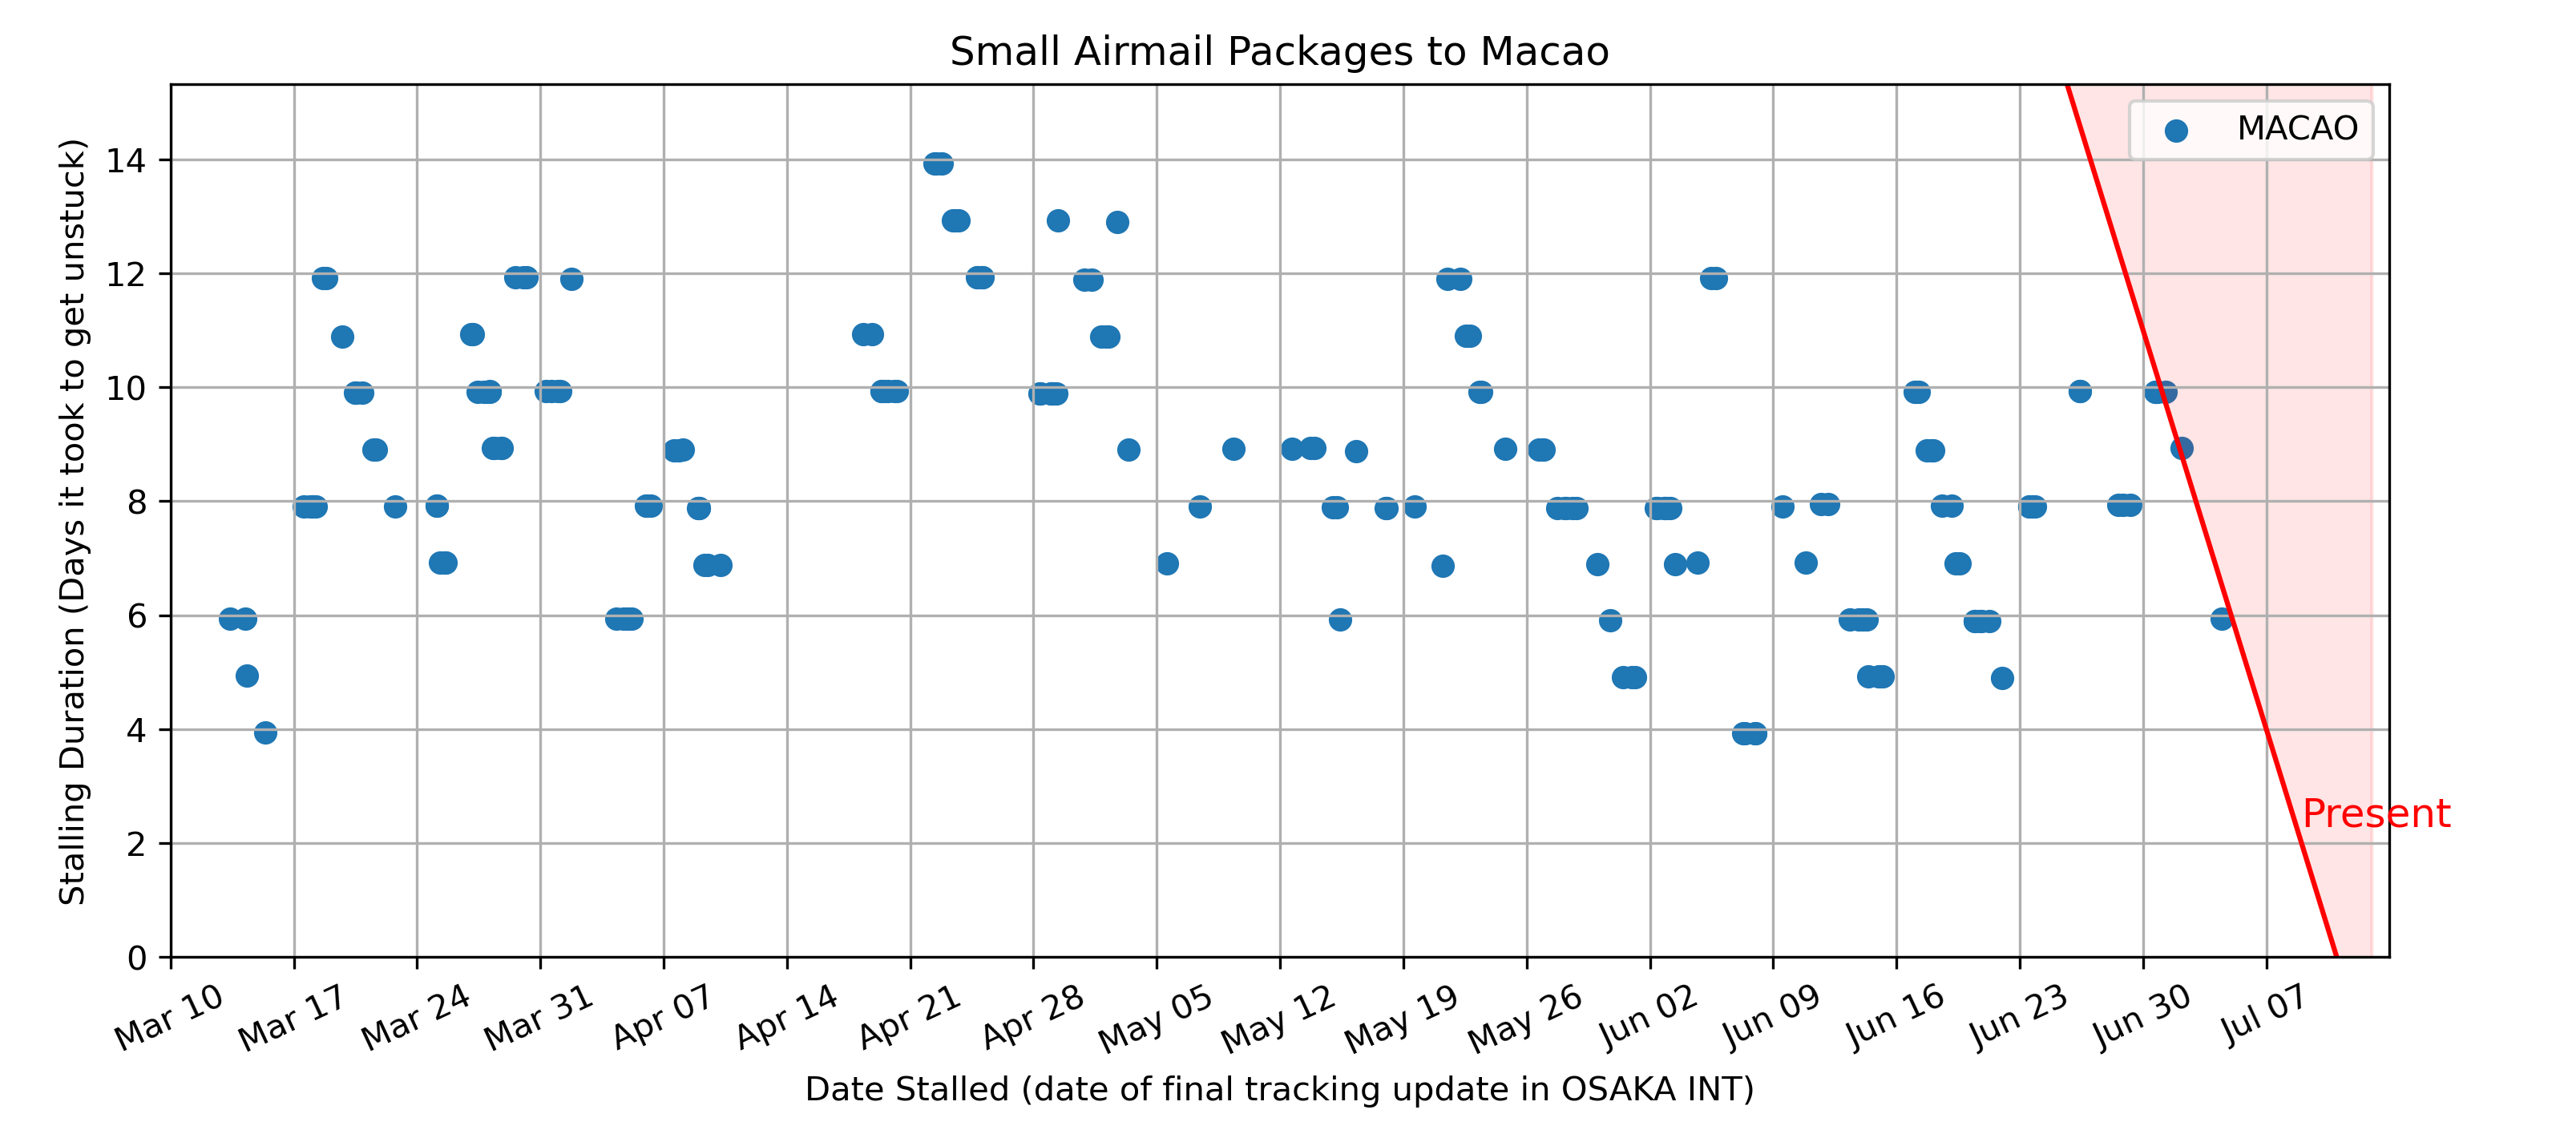 Small Airmail Packages to Macao
MACAO
Stalling Duration (Days it took to get unstuck)
14
12
10
8
6
4
2
0
Present
Mar 10
Mar 17
Mar 24
Mar 31
Apr 07
Apr 14
Apr 21
Apr 28
May 05
May 12
May 19
May 26
Jun 02
Jun 09
Jun 16
Jun 23
Jun 30
Jul 07
Date Stalled (date of final tracking update in OSAKA INT)